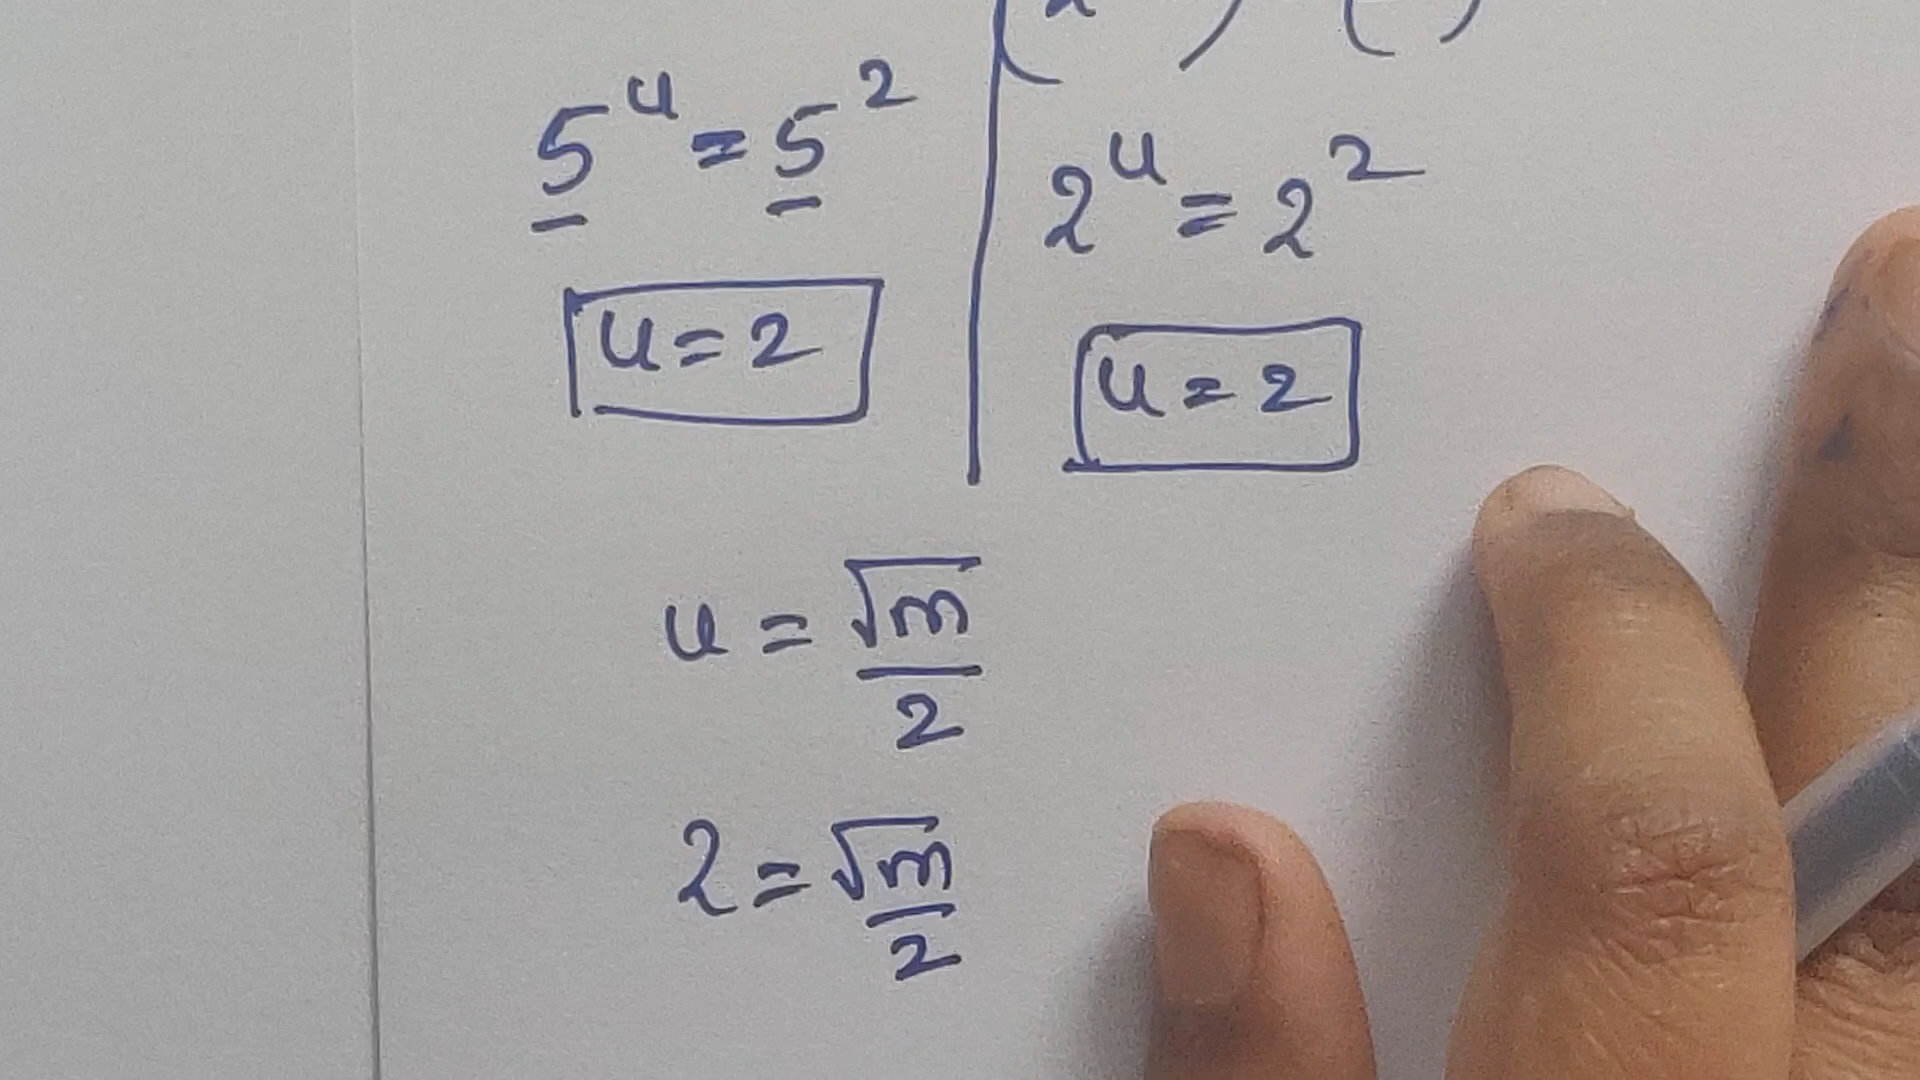 5^u = 5^2
u = 2
2^u = 2^2
u = 2
u = √m/2
2 = √m/2